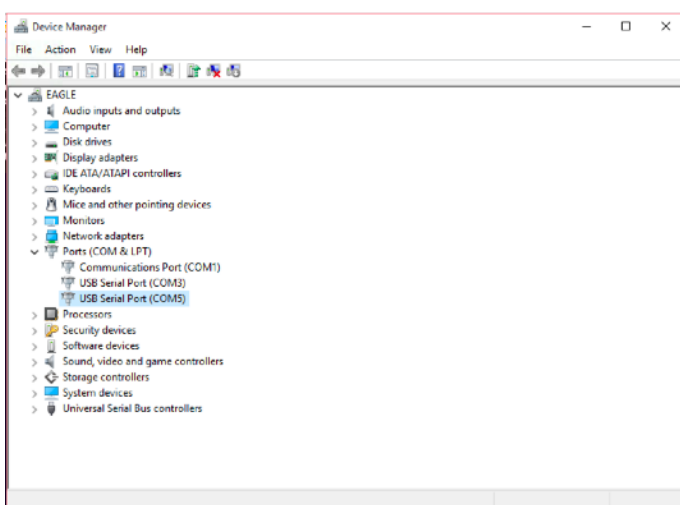 Device Manager
File Action View Help
EAGLE
Audio inputs and outputs
Computer
Disk drives
Display adapters
IDE ATA/ATAPI controllers
Keyboards
Mice and other pointing devices
Monitors
Network adapters
Ports (COM & LPT)
Communications Port (COM1)
USB Serial Port (COM3)
USB Serial Port (COM5)
Processors
Security devices
Software devices
Sound, video and game controllers
Storage controllers
System devices
Universal Serial Bus controllers